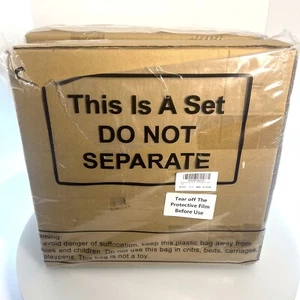 This Is A Set
DO NOT
SEPARATE
Tear off The
Protective Film
Before Use
avoid danger of suffocation, keep this plastic bag away from
and children. Do not use this bag in cribs, beds, carriages,
playpens. This bag is not a toy.